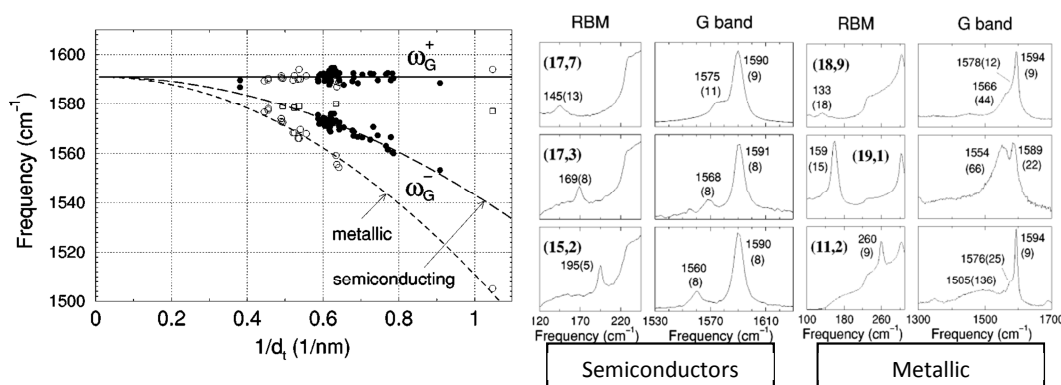 Frequency (cm⁻¹)
1600
1580
1560
1540
1520
1500
ω_G⁺
ω_G⁻
metallic
semiconducting
0
0.2
0.4
0.6
0.8
1
1/d_t (1/nm)
RBM
G band
RBM
G band
(17,7)
145(13)
1575
(11)
1590
(9)
(18,9)
133
(18)
1578(12)
1566
(44)
1594
(9)
(17,3)
169(8)
1568
(8)
1591
(8)
159
(15)
(19,1)
1554
(66)
1589
(22)
(15,2)
195(5)
1560
(8)
1590
(8)
(11,2)
260
(9)
1576(25)
1505(136)
1594
(9)
120 170 220
1530 1570 1610
100 200 300
1300 1500 1700
Frequency (cm⁻¹)
Frequency (cm⁻¹)
Frequency (cm⁻¹)
Frequency (cm⁻¹)
Semiconductors
Metallic